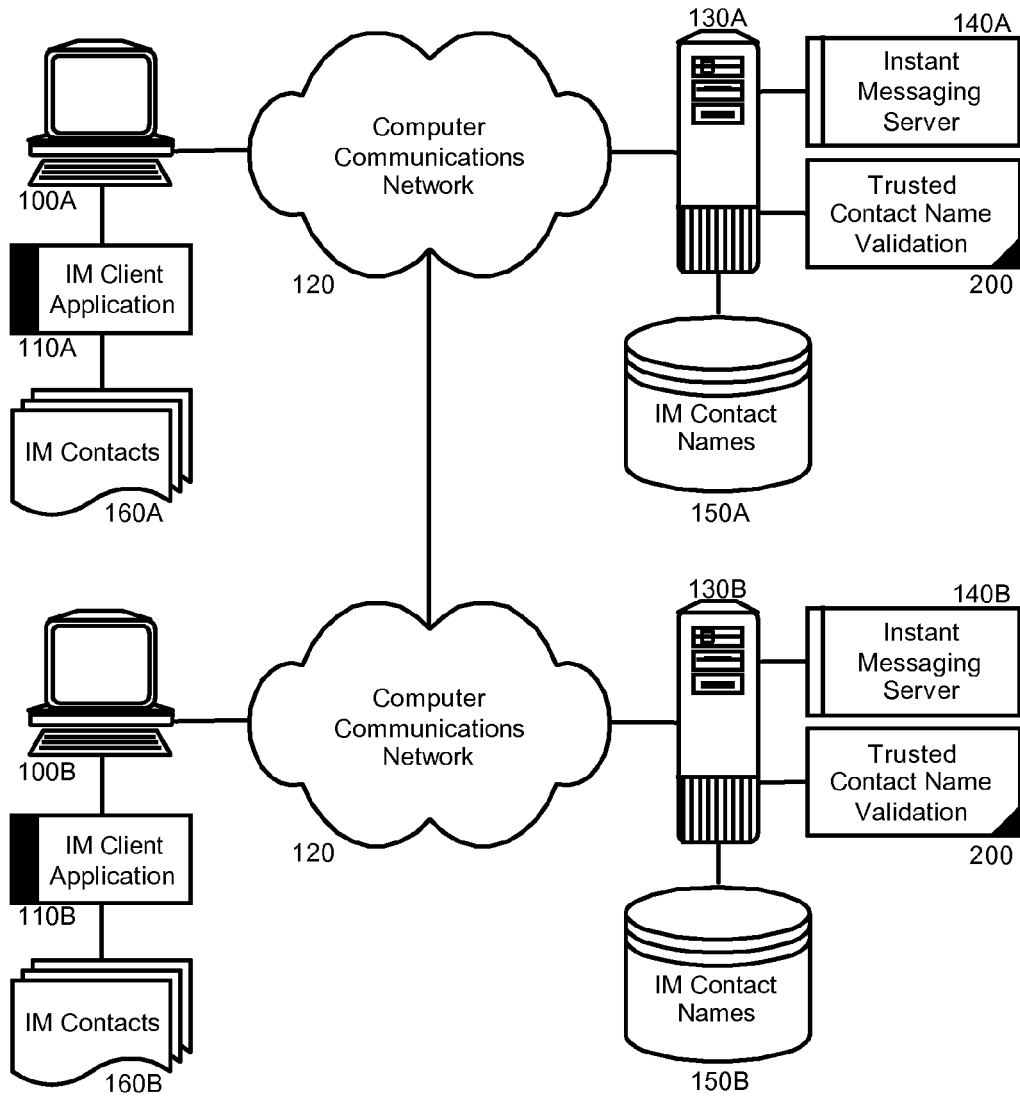 130A
140A
Instant
Messaging
Server
Computer
Communications
Network
Trusted
Contact Name
Validation
100A
120
200
IM Client
Application
110A
IM Contacts
160A
IM Contact
Names
150A
130B
140B
Instant
Messaging
Server
Computer
Communications
Network
Trusted
Contact Name
Validation
100B
120
200
IM Client
Application
110B
IM Contacts
160B
IM Contact
Names
150B